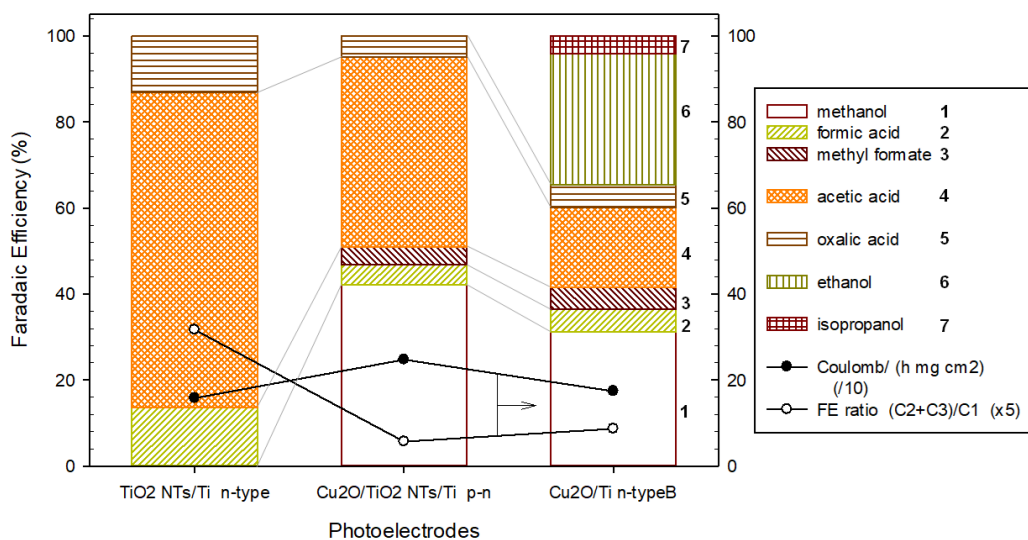 100
80
60
40
20
0
Faradaic Efficiency (%)
100
80
60
40
20
0
7
6
5
4
3
2
1
TiO2 NTs/Ti n-type
Cu2O/TiO2 NTs/Ti p-n
Cu2O/Ti n-typeB
Photoelectrodes
methanol 1
formic acid 2
methyl formate 3
acetic acid 4
oxalic acid 5
ethanol 6
isopropanol 7
Coulomb/ (h mg cm2)
(/10)
FE ratio (C2+C3)/C1 (x5)